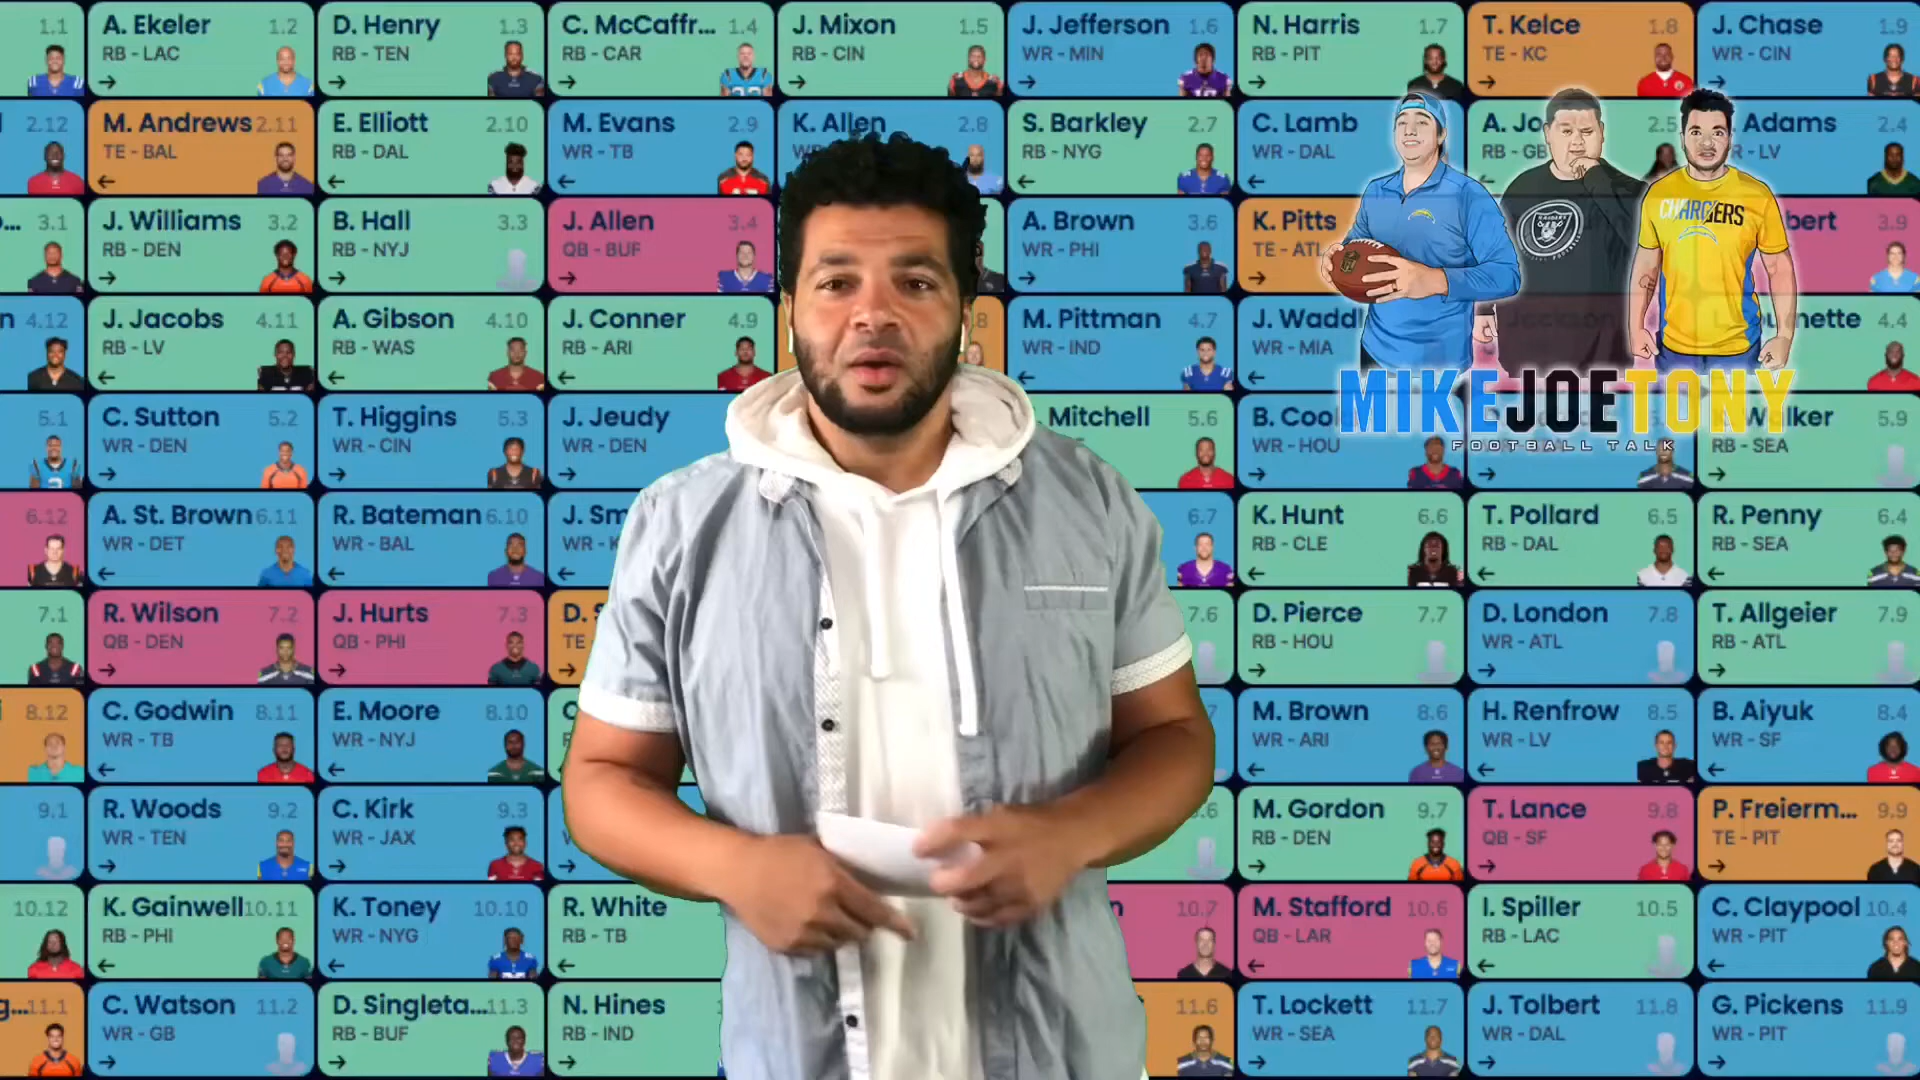 1.1
A. Ekeler 1.2
RB - LAC
D. Henry 1.3
RB - TEN
C. McCaffr... 1.4
RB - CAR
J. Mixon 1.5
RB - CIN
J. Jefferson 1.6
WR - MIN
N. Harris 1.7
RB - PIT
T. Kelce 1.8
TE - KC
J. Chase 1.9
WR - CIN
2.12
M. Andrews 2.11
TE - BAL
E. Elliott 2.10
RB - DAL
M. Evans 2.9
WR - TB
K. Allen 2.8
S. Barkley 2.7
RB - NYG
C. Lamb
WR - DAL
2.5
RB - GB
Adams 2.4
LV
3.1
J. Williams 3.2
RB - DEN
B. Hall 3.3
RB - NYJ
J. Allen 3.4
QB - BUF
A. Brown 3.6
WR - PHI
K. Pitts
TE - ATL
3.9
4.12
J. Jacobs 4.11
RB - LV
A. Gibson 4.10
RB - WAS
J. Conner 4.9
RB - ARI
M. Pittman 4.7
WR - IND
WR - MIA
Jackson
4.4
5.1
C. Sutton 5.2
WR - DEN
T. Higgins 5.3
WR - CIN
J. Jeudy
WR - DEN
Mitchell 5.6
WR - HOU
Walker 5.9
RB - SEA
CHARGERS
RAIDERS
MIKEJOETONY
FOOTBALL TALK
6.12
A. St. Brown 6.11
WR - DET
R. Bateman 6.10
WR - BAL
6.7
K. Hunt 6.6
RB - CLE
T. Pollard 6.5
RB - DAL
R. Penny 6.4
RB - SEA
7.1
R. Wilson 7.2
QB - DEN
J. Hurts 7.3
QB - PHI
TE
7.6
D. Pierce 7.7
RB - HOU
D. London 7.8
WR - ATL
T. Allgeier 7.9
RB - ATL
8.12
C. Godwin 8.11
WR - TB
E. Moore 8.10
WR - NYJ
M. Brown 8.6
WR - ARI
H. Renfrow 8.5
WR - LV
B. Aiyuk 8.4
WR - SF
9.1
R. Woods 9.2
WR - TEN
C. Kirk 9.3
WR - JAX
M. Gordon 9.7
RB - DEN
T. Lance 9.8
QB - SF
P. Freierm... 9.9
TE - PIT
10.12
K. Gainwell 10.11
RB - PHI
K. Toney 10.10
WR - NYG
R. White
RB - TB
10.7
M. Stafford 10.6
QB - LAR
I. Spiller 10.5
RB - LAC
C. Claypool 10.4
WR - PIT
11.1
C. Watson 11.2
WR - GB
D. Singleta... 11.3
RB - BUF
N. Hines
RB - IND
11.6
T. Lockett 11.7
WR - SEA
J. Tolbert 11.8
WR - DAL
G. Pickens 11.9
WR - PIT